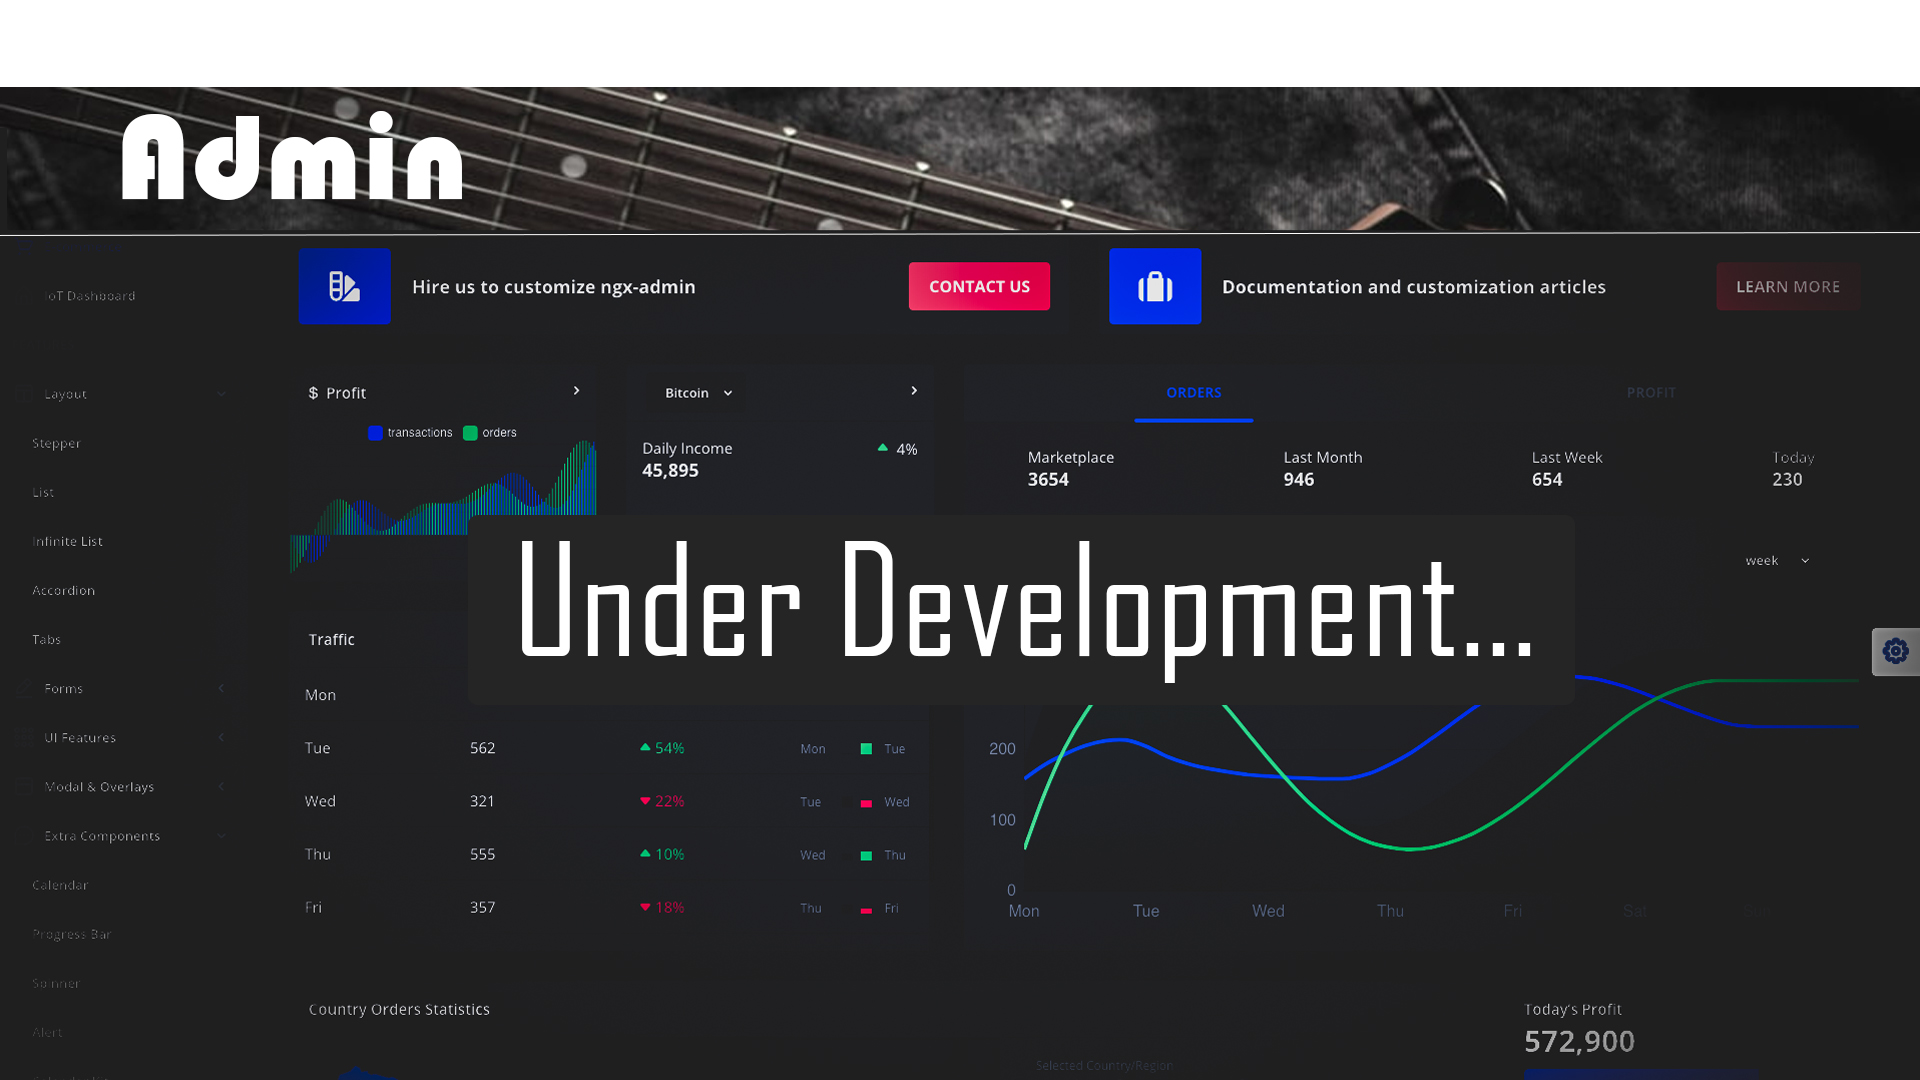 Admin
IoT Dashboard
Hire us to customize ngx-admin
CONTACT US
Documentation and customization articles
LEARN MORE
Layout
Stepper
List
Infinite List
Accordion
Tabs
Forms
UI Features
Modal & Overlays
Extra Components
Calendar
Progress Bar
Spinner
Alert
$ Profit
transactions
orders
Bitcoin
Daily Income
45,895
4%
ORDERS
PROFIT
Marketplace
3654
Last Month
946
Last Week
654
Today
230
week
Under Development...
Traffic
Mon
Tue 562 54% Mon Tue
Wed 321 22% Tue Wed
Thu 555 10% Wed Thu
Fri 357 18% Thu Fri
200
100
0
Mon Tue Wed Thu Fri Sat
Country Orders Statistics
Selected Country/Region
Today's Profit
572,900